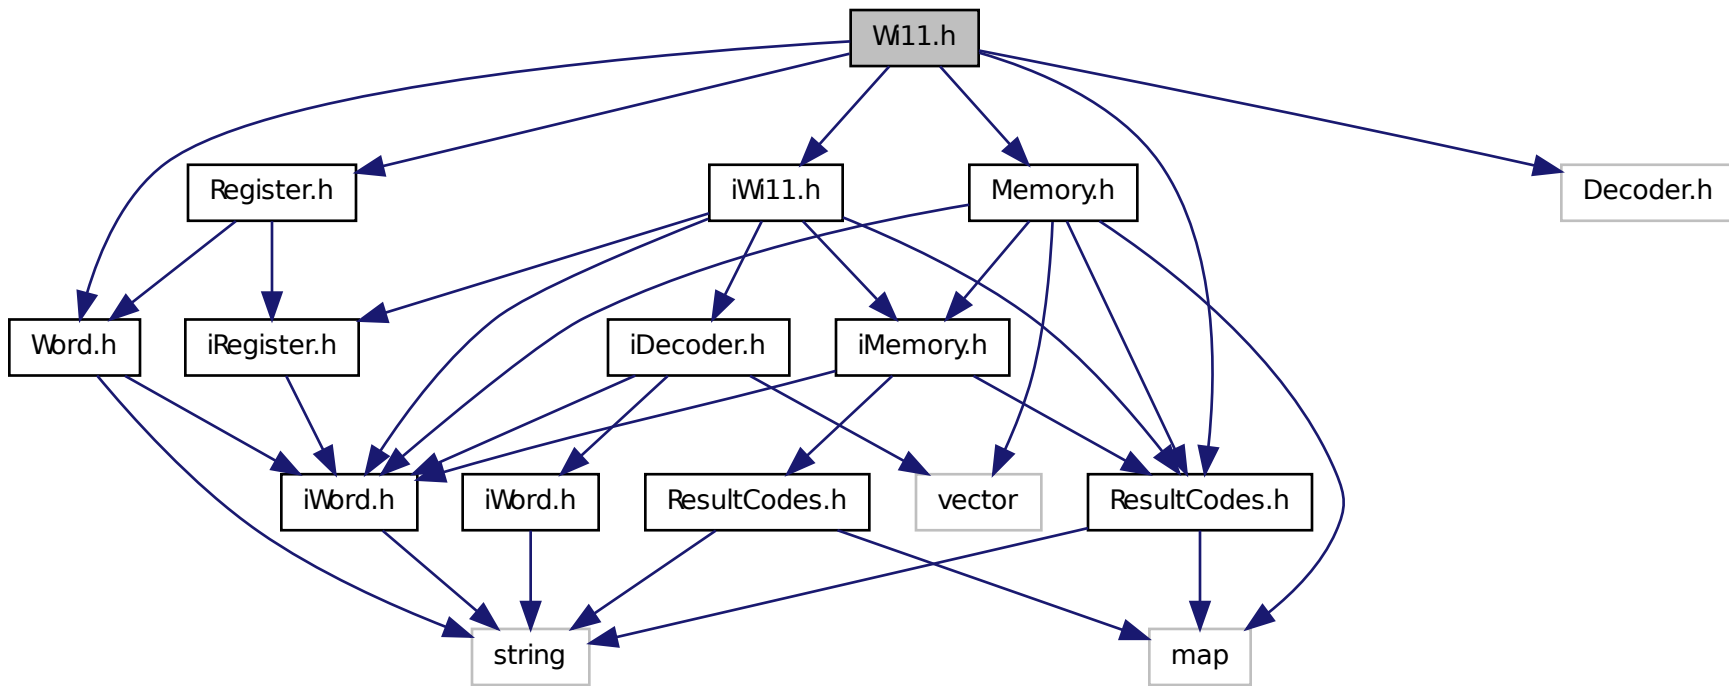 Wi11.h
Register.h
iWi11.h
Memory.h
Decoder.h
Word.h
iRegister.h
iDecoder.h
iMemory.h
iWord.h
iWord.h
ResultCodes.h
vector
ResultCodes.h
string
map